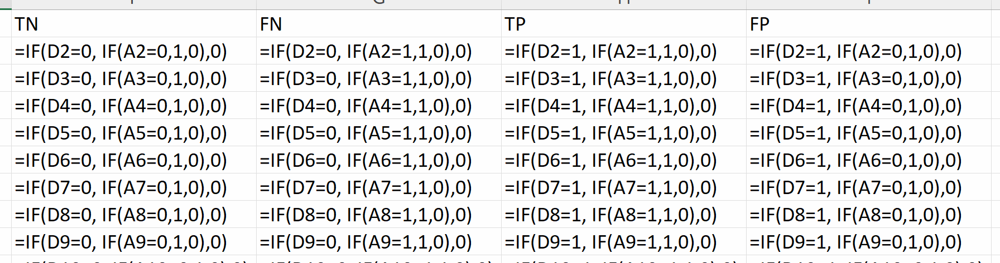 TN FN TP FP
=IF(D2=0, IF(A2=0,1,0),0) =IF(D2=0, IF(A2=1,1,0),0) =IF(D2=1, IF(A2=1,1,0),0) =IF(D2=1, IF(A2=0,1,0),0)
=IF(D3=0, IF(A3=0,1,0),0) =IF(D3=0, IF(A3=1,1,0),0) =IF(D3=1, IF(A3=1,1,0),0) =IF(D3=1, IF(A3=0,1,0),0)
=IF(D4=0, IF(A4=0,1,0),0) =IF(D4=0, IF(A4=1,1,0),0) =IF(D4=1, IF(A4=1,1,0),0) =IF(D4=1, IF(A4=0,1,0),0)
=IF(D5=0, IF(A5=0,1,0),0) =IF(D5=0, IF(A5=1,1,0),0) =IF(D5=1, IF(A5=1,1,0),0) =IF(D5=1, IF(A5=0,1,0),0)
=IF(D6=0, IF(A6=0,1,0),0) =IF(D6=0, IF(A6=1,1,0),0) =IF(D6=1, IF(A6=1,1,0),0) =IF(D6=1, IF(A6=0,1,0),0)
=IF(D7=0, IF(A7=0,1,0),0) =IF(D7=0, IF(A7=1,1,0),0) =IF(D7=1, IF(A7=1,1,0),0) =IF(D7=1, IF(A7=0,1,0),0)
=IF(D8=0, IF(A8=0,1,0),0) =IF(D8=0, IF(A8=1,1,0),0) =IF(D8=1, IF(A8=1,1,0),0) =IF(D8=1, IF(A8=0,1,0),0)
=IF(D9=0, IF(A9=0,1,0),0) =IF(D9=0, IF(A9=1,1,0),0) =IF(D9=1, IF(A9=1,1,0),0) =IF(D9=1, IF(A9=0,1,0),0)